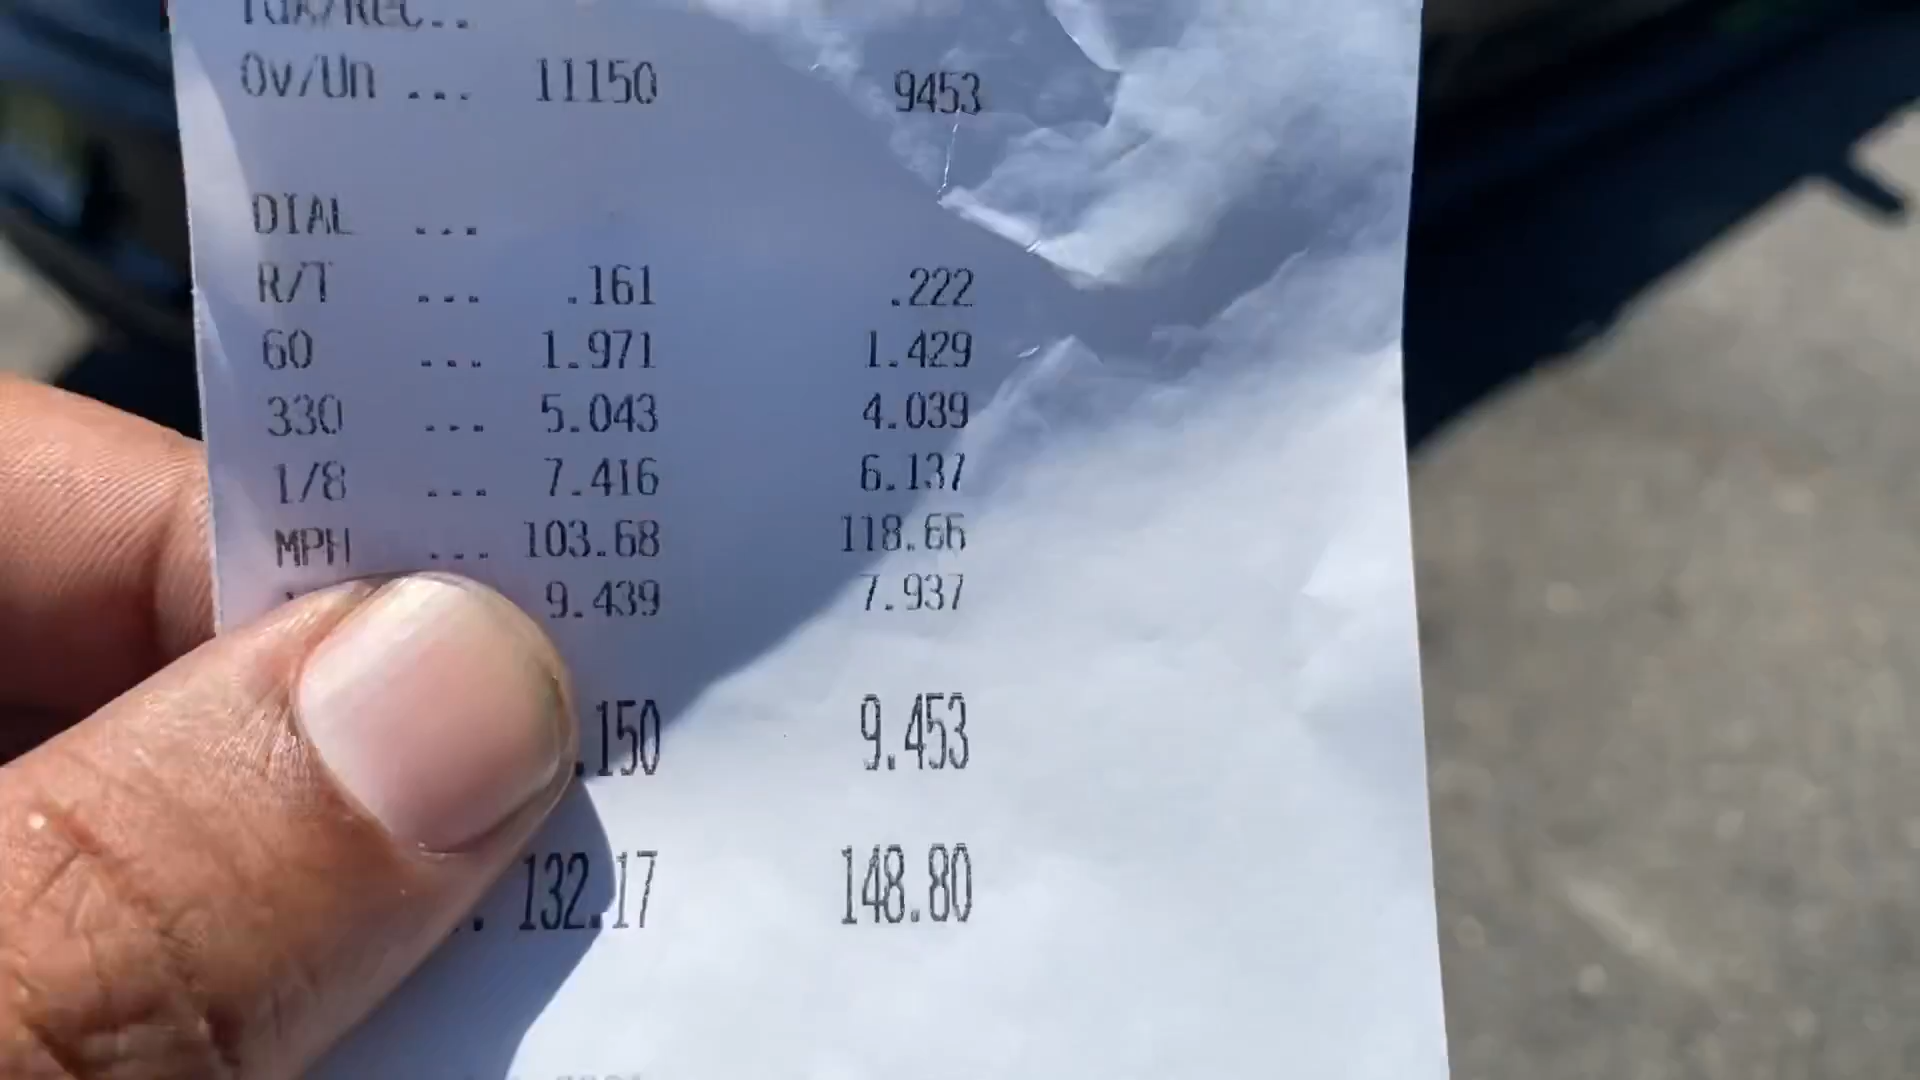 Tax/Rec..
Ov/Un ... 11150 9453
DIAL ...
R/T ... .161 .222
60 ... 1.971 1.429
330 ... 5.043 4.039
1/8 ... 7.416 6.137
MPH ... 103.68 118.66
9.439 7.937
.150 9.453
. 132.17 148.80